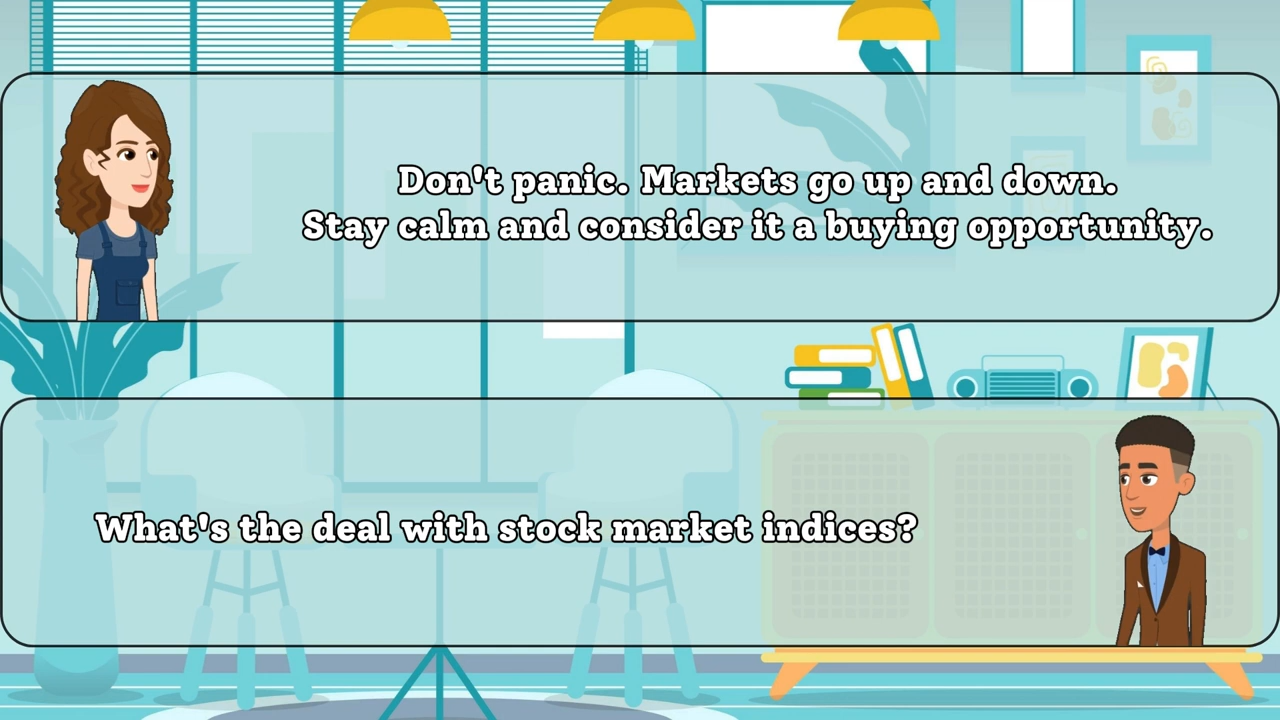 Don't panic. Markets go up and down.
Stay calm and consider it a buying opportunity.
What's the deal with stock market indices?